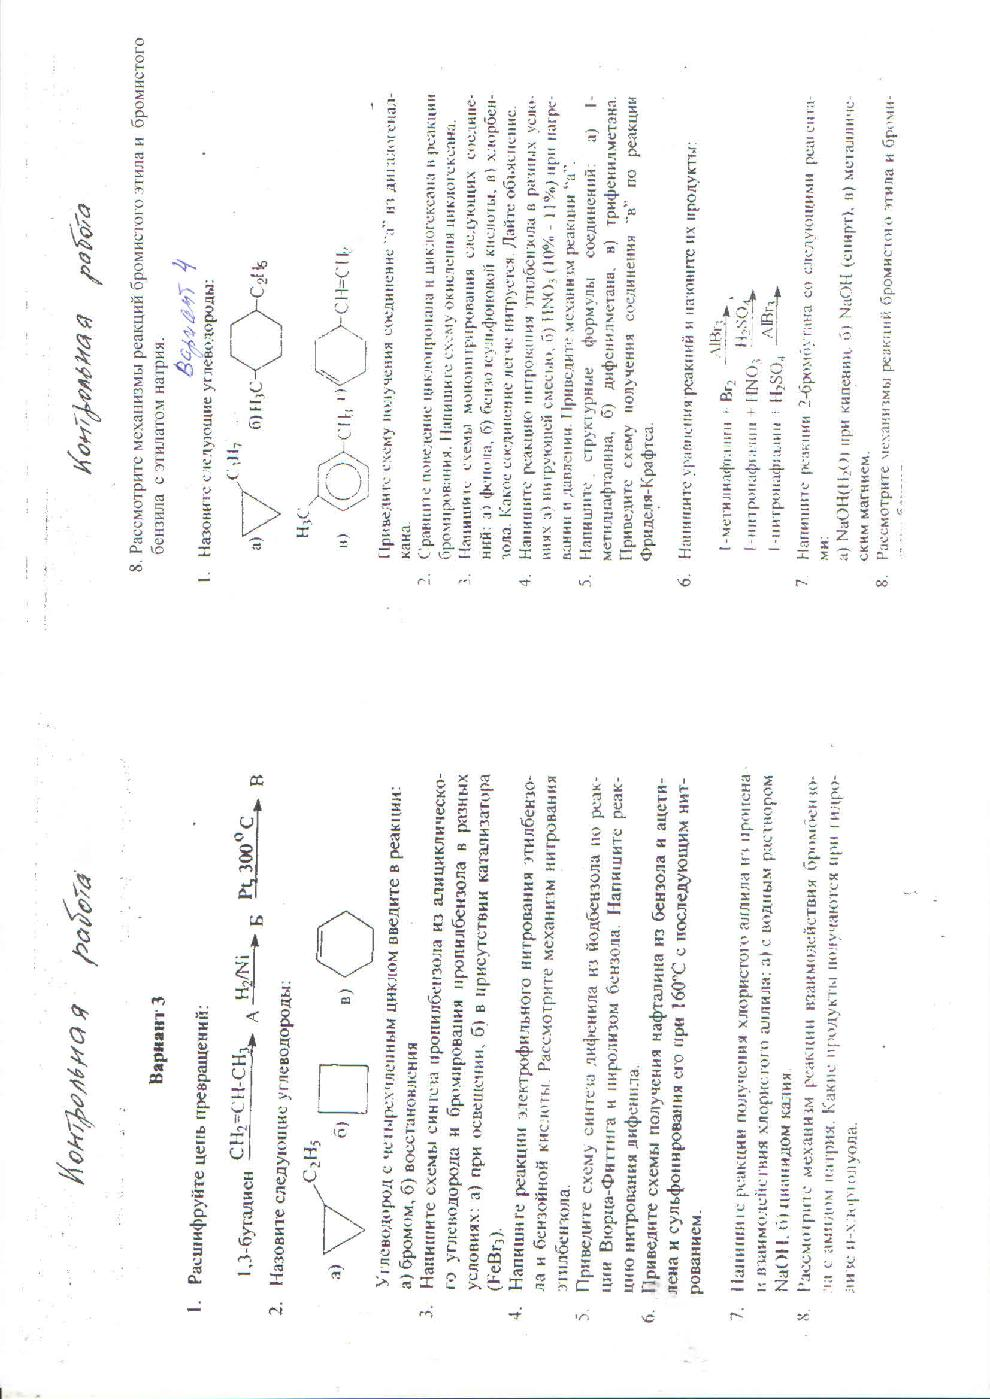 Контрольная работа
Вариант 3
1. Расшифруйте цепь превращений:
1,3-бутадиен CH₂=CH-CH₃ А H₂/Ni Б Pt, 300⁰ C В
2. Назовите следующие углеводороды:
а) C₂H₅ б) в)
Углеводород с четырехчленным циклом введите в реакции:
а) бромом, б) восстановления
3. Напишите схемы синтеза пропилбензола из алициклическо-
го углеводорода и бромирования пропилбензола в разных
условиях: а) при освещении, б) в присутствии катализатора
(FeBr₃).
4. Напишите реакции электрофильного нитрования этилбензо-
ла и бензойной кислоты. Рассмотрите механизм нитрования
этилбензола.
5. Приведите схему синтеза дифенила из йодбензола по реак-
ции Вюрца-Фиттига и пиролизом бензола. Напишите реак-
цию нитрования дифенила.
6. Приведите схемы получения нафталина из бензола и ацети-
лена и сульфонирования его при 160°С с последующим нит-
рованием.
7. Напишите реакции получения хлористого аллила из пропена
и взаимодействия хлористого аллила: а) с водным раствором
NaOH, б) цианидом калия.
8. Рассмотрите механизм реакции взаимодействия бромбензо-
ла с амидом натрия. Какие продукты получаются при гидро-
лизе п-хлортолуола.
Контрольная работа
8. Рассмотрите механизмы реакций бромистого этила и бромистого
бензила с этилатом натрия.
Вариант 4
1. Назовите следующие углеводороды:
а) C₃H₇ б) H₃C C₂H₅
H₃C
в) CH₃ г) CH=CH₂
Приведите схему получения соединение "а" из дигалогенал-
кана.
2. Сравните поведение циклопропана и циклогексана в реакции
бромирования. Напишите схему окисления циклогексана.
3. Напишите схемы мононитрирования следующих соедине-
ний: а) фенола, б) бензолсульфоновой кислоты, в) хлорбен-
зола. Какое соединение легче нитруется. Дайте объяснение.
4. Напишите реакцию нитрования этилбензола в разных усло-
виях а) нитрующей смесью, б) HNO₃ (10% - 11%) при нагре-
вании и давлении. Приведите механизм реакции "а".
5. Напишите структурные формулы соединений: а) 1-
метилнафталина, б) дифенилметана, в) трифенилметана.
Приведите схему получения соединения "в" по реакции
Фриделя-Крафтса.
6. Напишите уравнения реакций и назовите их продукты:
1-метилнафталин + Br₂ AlBr₃ ,
1-нитронафталин + HNO₃ H₂SO₄
1-нитронафталин + H₂SO₄ AlBr₃
7 Напишите реакции 2-бромбутана со следующими реагента-
ми:
а) NaOH(H₂O) при кипении, б) NaOH (спирт), в) металличе-
ским магнием.
8. Рассмотрите механизмы реакций бромистого этила и броми-